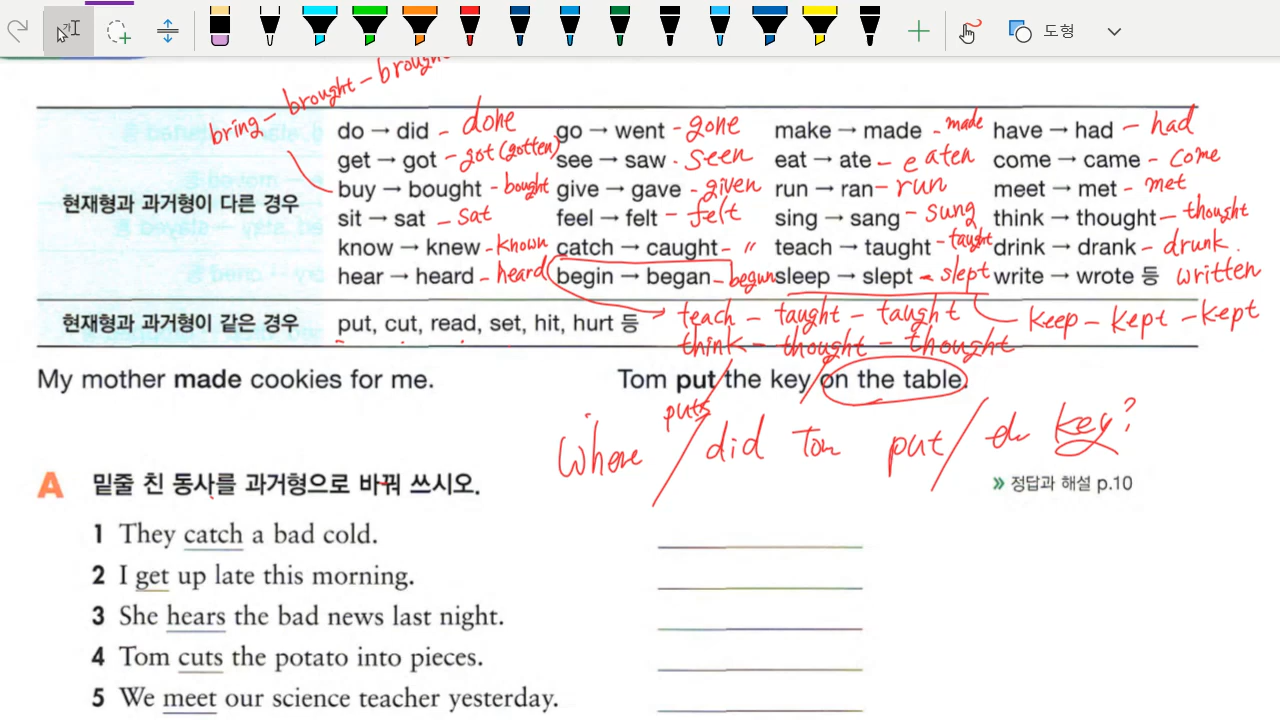 도형
bring - brought - brough
do → did - done go → went - gone make → made - made have → had - had
get → got - got (gotten) see → saw - seen eat → ate - eaten come → came - come
현재형과 과거형이 다른 경우 buy → bought - bought give → gave - given run → ran - run meet → met - met
sit → sat - sat feel → felt - felt sing → sang - sung think → thought - thought
know → knew - known catch → caught - 〃 teach → taught - taught drink → drank - drunk.
hear → heard - heard begin → began - begun sleep → slept - slept write → wrote 등 written
현재형과 과거형이 같은 경우 put, cut, read, set, hit, hurt 등 teach - taught - taught keep - kept - kept
think - thought - thought
My mother made cookies for me. Tom put the key on the table.
puts
Where / did Tom put / the key?
A 밑줄 친 동사를 과거형으로 바꿔 쓰시오. » 정답과 해설 p.10
1 They catch a bad cold.
2 I get up late this morning.
3 She hears the bad news last night.
4 Tom cuts the potato into pieces.
5 We meet our science teacher yesterday.